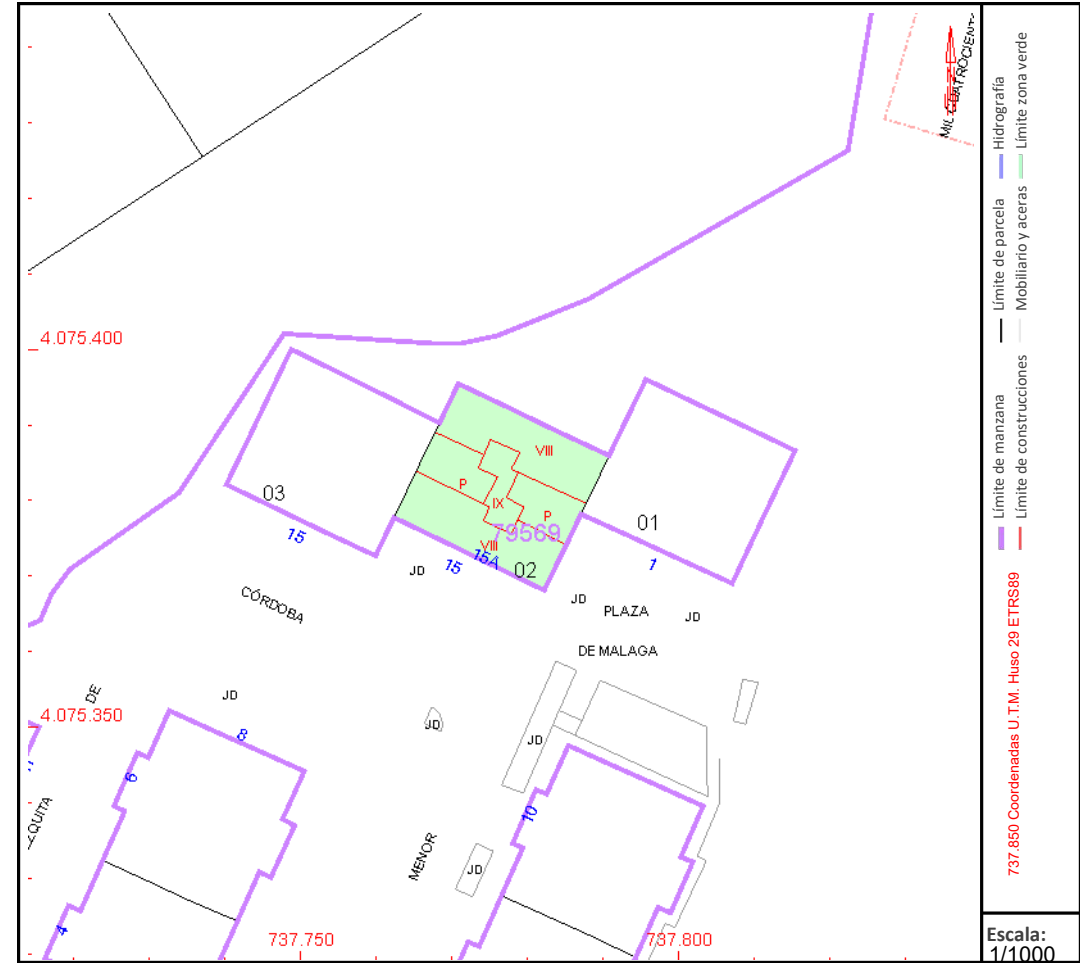 MIL CUATROCIENT
4.075.400
VIII
P
IX
P
03
01
79569
VIII
15
15A
15
02
1
JD
CÓRDOBA
JD
PLAZA
JD
DE MALAGA
DE
JD
4.075.350
JD
8
JD
6
10
ZQUITA
MENOR
JD
4
737.750
737.800
Hidrografía
Límite zona verde
Límite de parcela
Mobiliario y aceras
Límite de manzana
Límite de construcciones
737.850 Coordenadas U.T.M. Huso 29 ETRS89
Escala:
1/1000